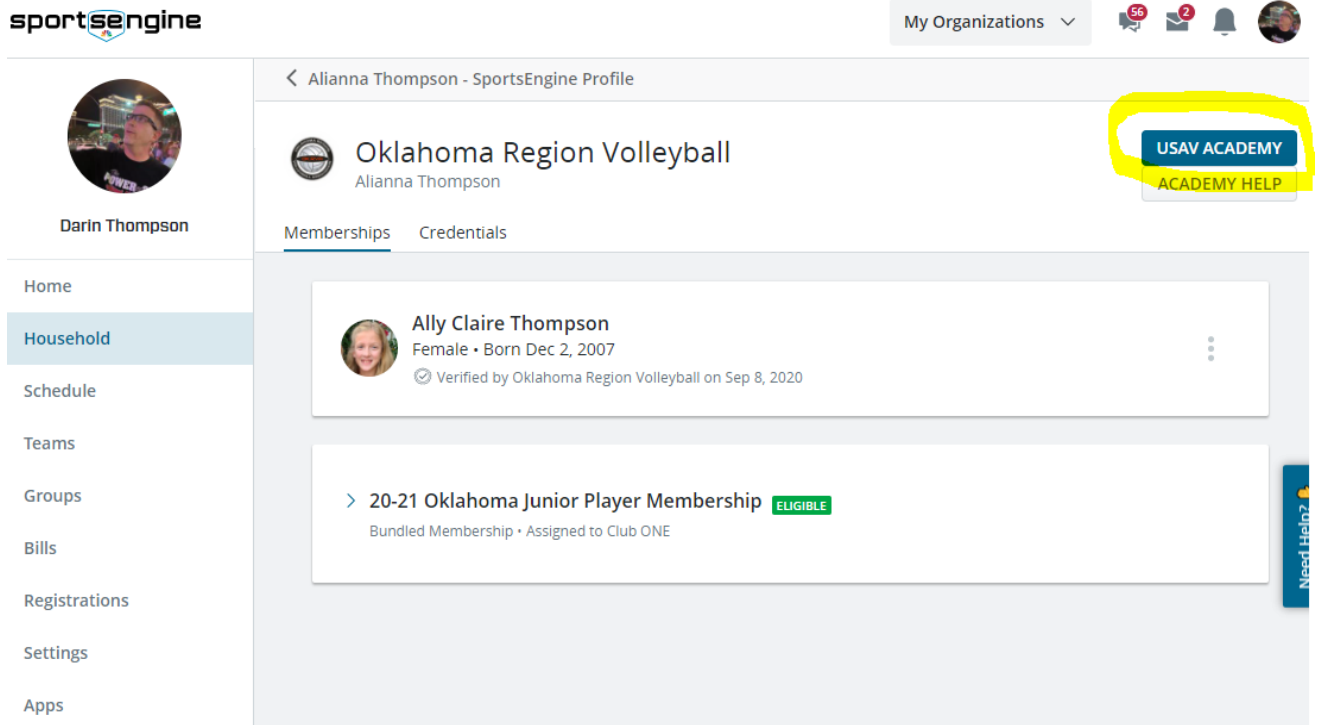 sportsengine
My Organizations
56
2
Darin Thompson
Home
Household
Schedule
Teams
Groups
Bills
Registrations
Settings
Apps
Alianna Thompson - SportsEngine Profile
Oklahoma Region Volleyball
Alianna Thompson
USAV ACADEMY
ACADEMY HELP
Memberships Credentials
Ally Claire Thompson
Female • Born Dec 2, 2007
Verified by Oklahoma Region Volleyball on Sep 8, 2020
20-21 Oklahoma Junior Player Membership ELIGIBLE
Bundled Membership • Assigned to Club ONE
Need Help?